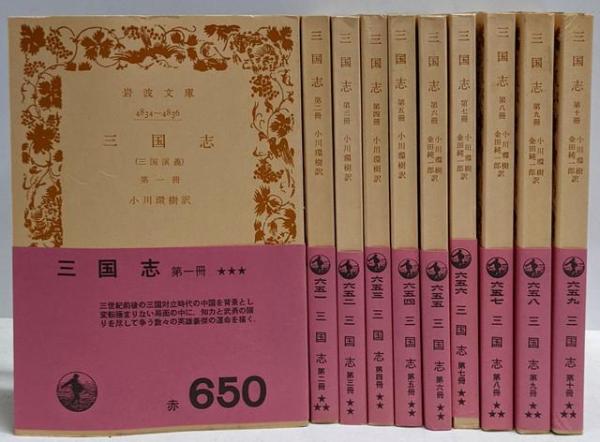 岩波文庫
4834~4836
三国志
(三国演義)
第一冊
小川環樹訳
三国志 第一冊 ★★★
三世紀前後の三国対立時代の中国を背景とし
変転極まりない局面の中に、知力と武勇の限
りを尽して争う数々の英雄豪傑の運命を描く.
赤 650
三国志 第二冊 小川環樹訳
六五一 三国志 第二冊 ★★★
三国志 第三冊 小川環樹訳
六五二 三国志 第三冊 ★★★
三国志 第四冊 小川環樹訳
六五三 三国志 第四冊 ★★
三国志 第五冊 小川環樹訳
六五四 三国志 第五冊 ★★
三国志 第六冊 小川環樹 金田純一郎 訳
六五五 三国志 第六冊 ★★
三国志 第七冊 小川環樹 金田純一郎 訳
六五六 三国志 第七冊 ★★
三国志 第八冊 小川環樹 金田純一郎 訳
六五七 三国志 第八冊 ★★★
三国志 第九冊 小川環樹 金田純一郎 訳
六五八 三国志 第九冊 ★★★
三国志 第十冊 小川環樹 金田純一郎 訳
六五九 三国志 第十冊 ★★★